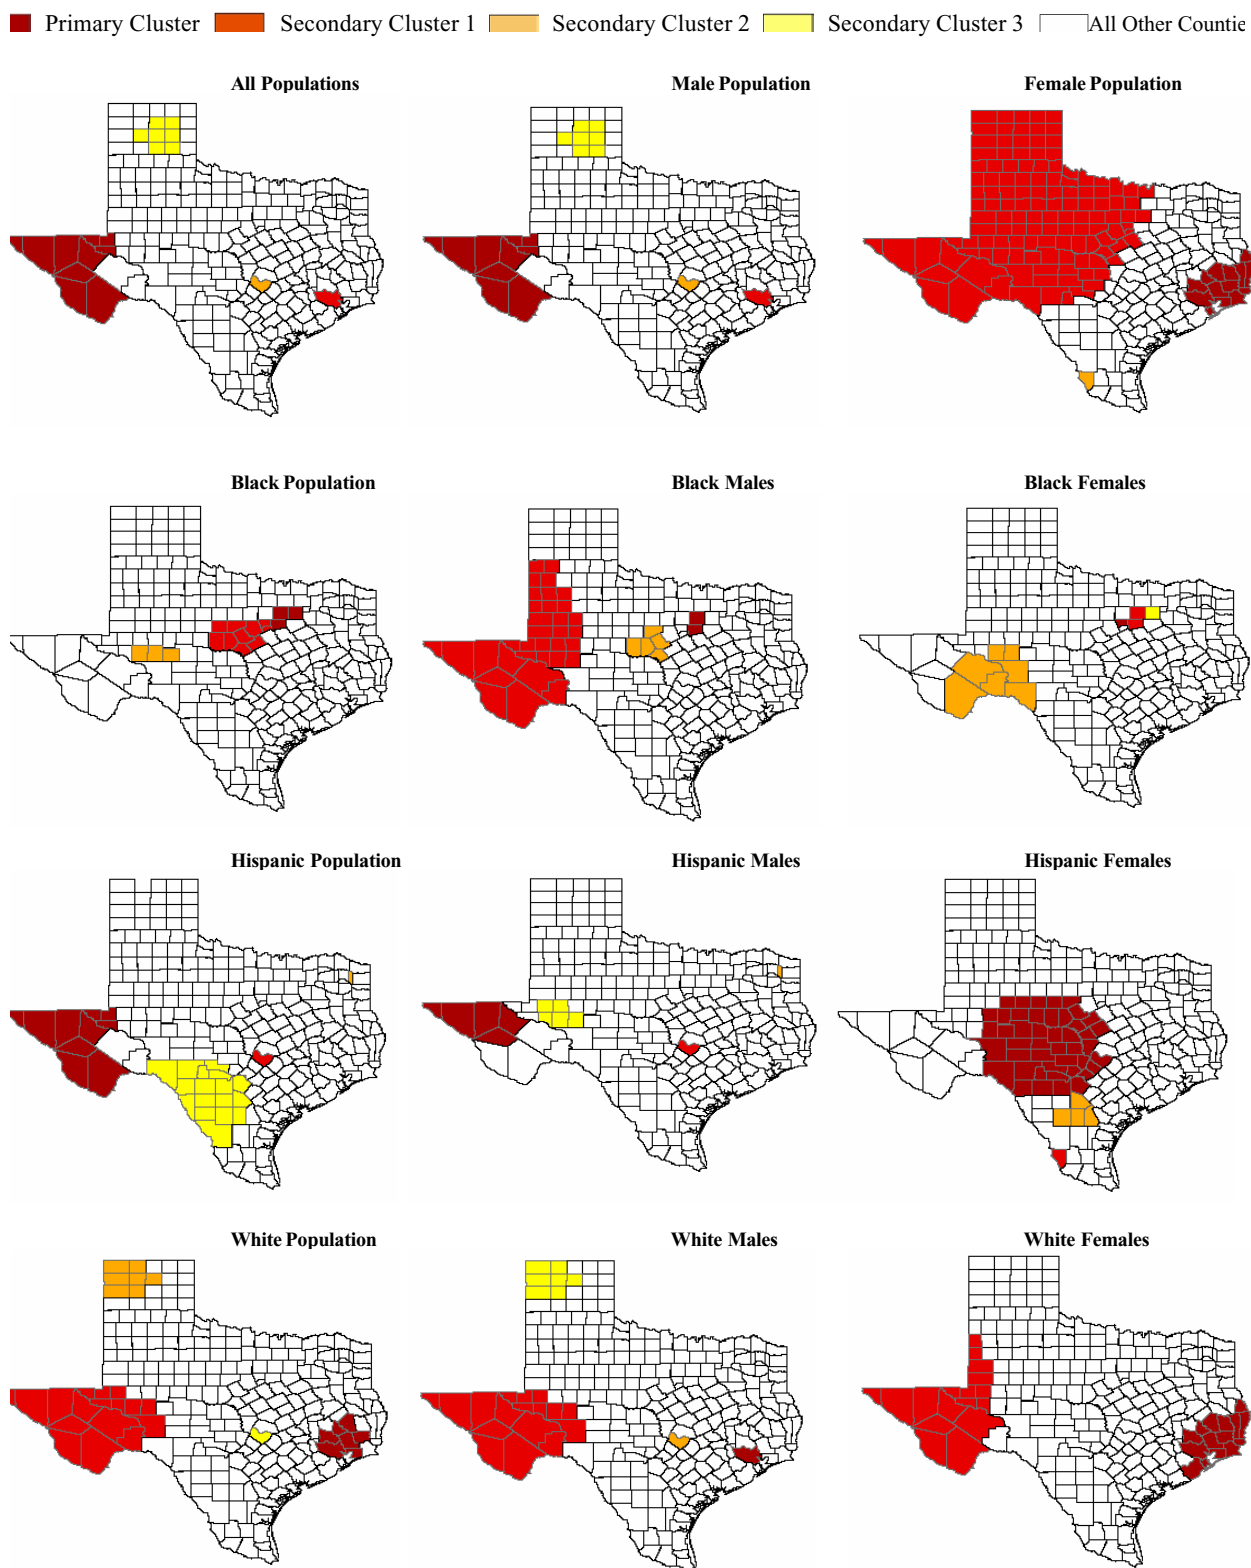 Primary Cluster Secondary Cluster 1 Secondary Cluster 2 Secondary Cluster 3 All Other Countie
All Populations Male Population Female Population
Black Population Black Males Black Females
Hispanic Population Hispanic Males Hispanic Females
White Population White Males White Females